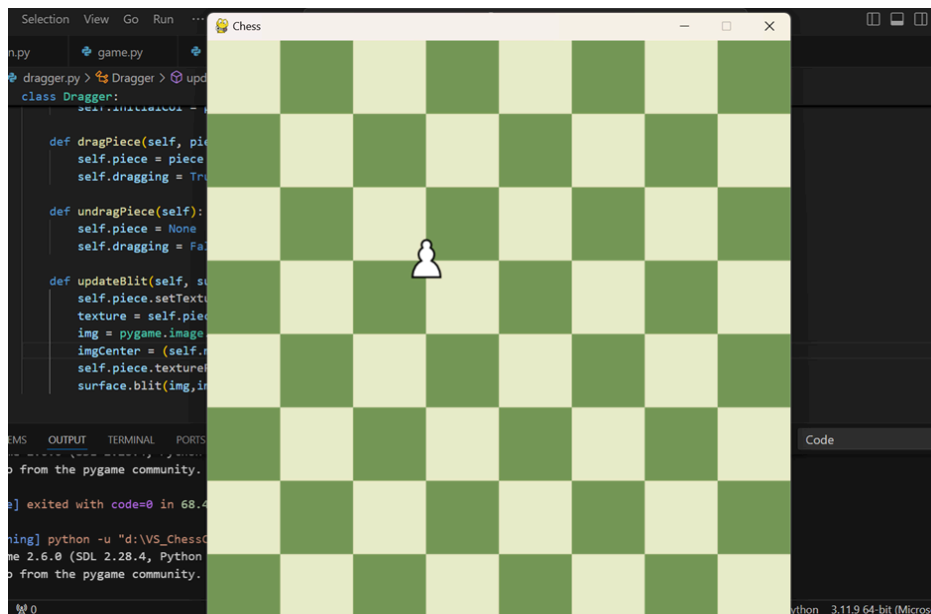 Selection View Go Run ...
Chess
n.py game.py
dragger.py > Dragger > upd
class Dragger:
self.initialCol = p
def dragPiece(self, pie
self.piece = piece
self.dragging = Tru
def undragPiece(self):
self.piece = None
self.dragging = Fal
def updateBlit(self, su
self.piece.setTextu
texture = self.piec
img = pygame.image.
imgCenter = (self.m
self.piece.textureR
surface.blit(img,im
EMS OUTPUT TERMINAL PORTS
Code
o from the pygame community.
e] exited with code=0 in 68.4
ning] python -u "d:\VS_ChessG
me 2.6.0 (SDL 2.28.4, Python
o from the pygame community.
0
ython 3.11.9 64-bit (Micros